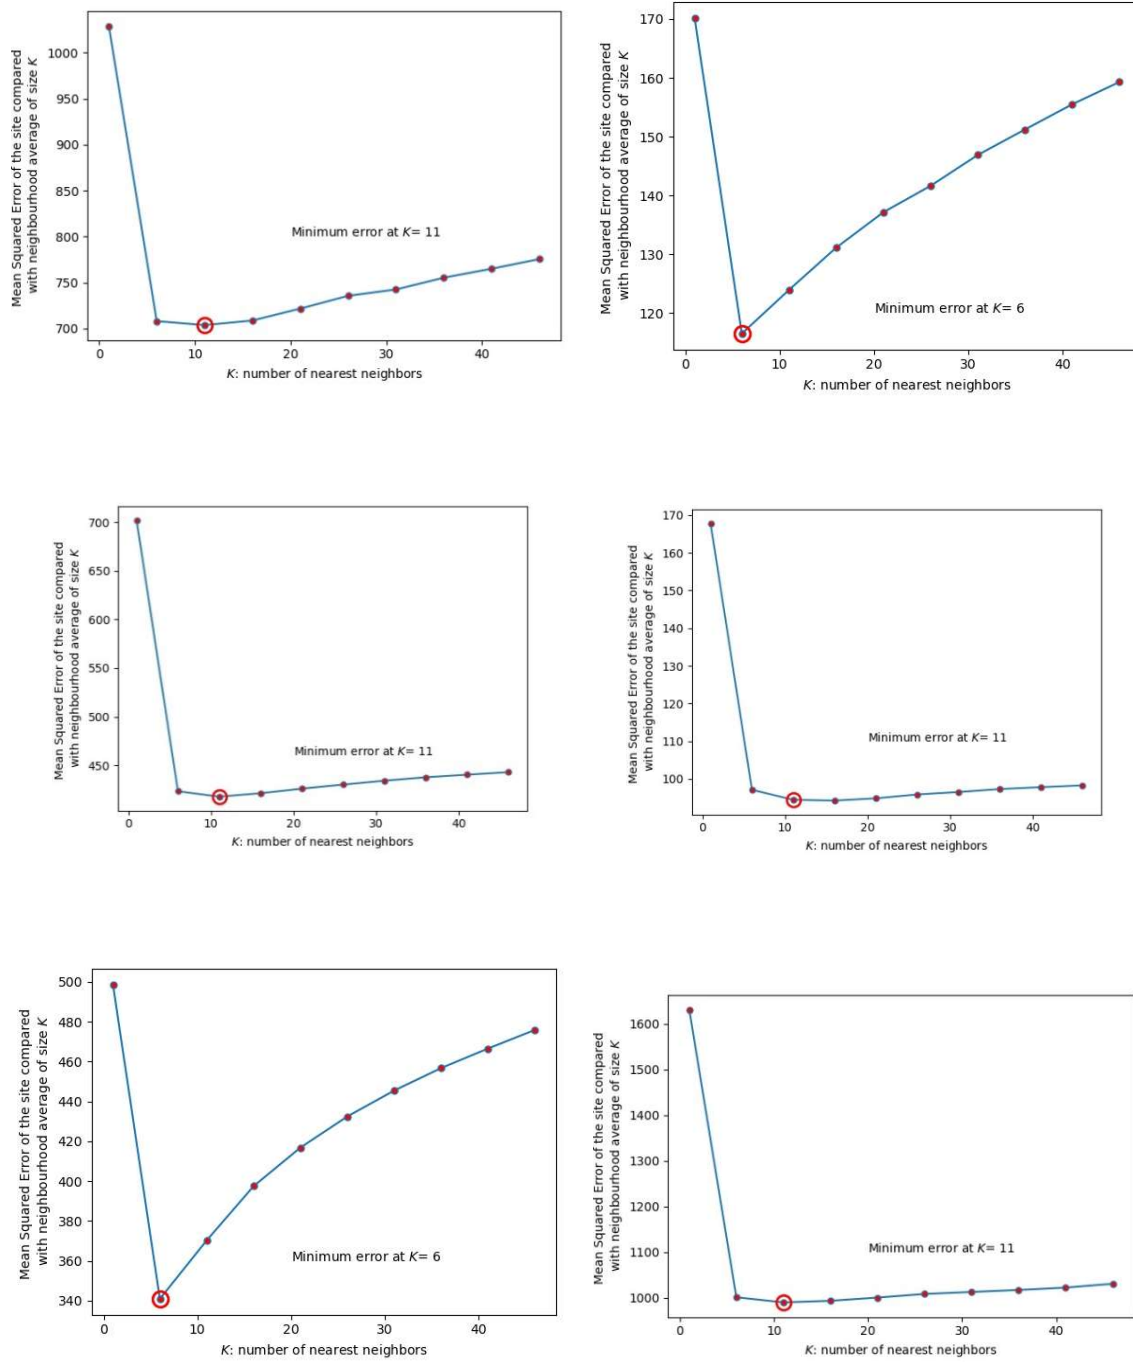 1000
950
900
850
800
750
700
Mean Squared Error of the site compared
with neighbourhood average of size K
Minimum error at K= 11
0 10 20 30 40
K: number of nearest neighbors
170
160
150
140
130
120
Mean Squared Error of the site compared
with neighbourhood average of size K
Minimum error at K= 6
0 10 20 30 40
K: number of nearest neighbors
700
650
600
550
500
450
Mean Squared Error of the site compared
with neighbourhood average of size K
Minimum error at K= 11
0 10 20 30 40
K: number of nearest neighbors
170
160
150
140
130
120
110
100
Mean Squared Error of the site compared
with neighbourhood average of size K
Minimum error at K= 11
0 10 20 30 40
K: number of nearest neighbors
500
480
460
440
420
400
380
360
340
Mean Squared Error of the site compared
with neighbourhood average of size K
Minimum error at K= 6
0 10 20 30 40
K: number of nearest neighbors
1600
1500
1400
1300
1200
1100
1000
Mean Squared Error of the site compared
with neighbourhood average of size K
Minimum error at K= 11
0 10 20 30 40
K: number of nearest neighbors